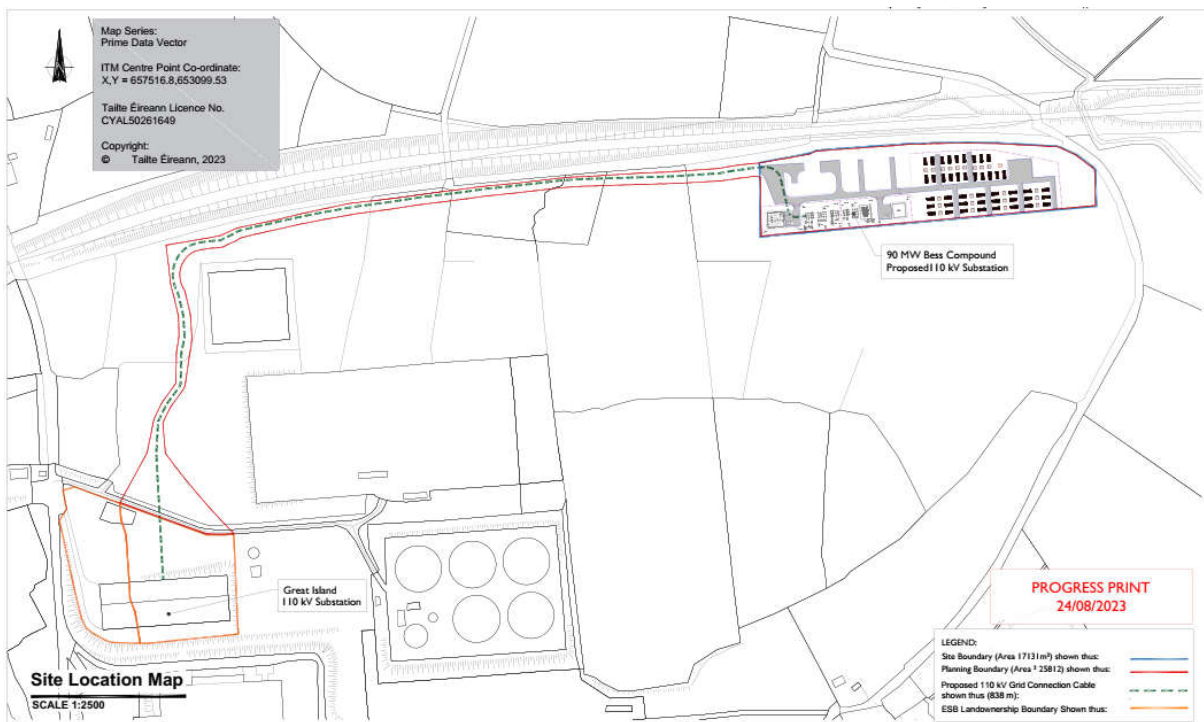 Map Series:
Prime Data Vector
ITM Centre Point Co-ordinate:
X,Y = 657516.8,653099.53
Tailte Éireann Licence No.
CYAL50261649
Copyright:
© Tailte Éireann, 2023
90 MW Bess Compound
Proposed110 kV Substation
Great Island
110 kV Substation
PROGRESS PRINT
24/08/2023
Site Location Map
SCALE 1:2500
LEGEND:
Site Boundary (Area 17131m²) shown thus:
Planning Boundary (Area ² 25812) shown thus:
Proposed 110 kV Grid Connection Cable
shown thus (838 m):
ESB Landownership Boundary Shown thus: